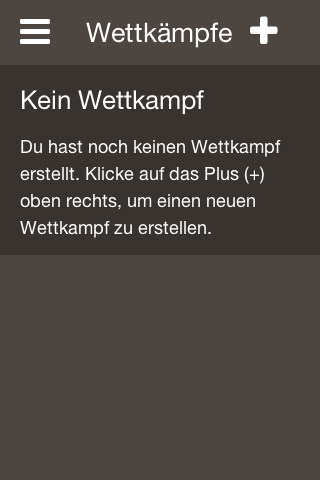 Wettkämpfe
Kein Wettkampf
Du hast noch keinen Wettkampf
erstellt. Klicke auf das Plus (+)
oben rechts, um einen neuen
Wettkampf zu erstellen.